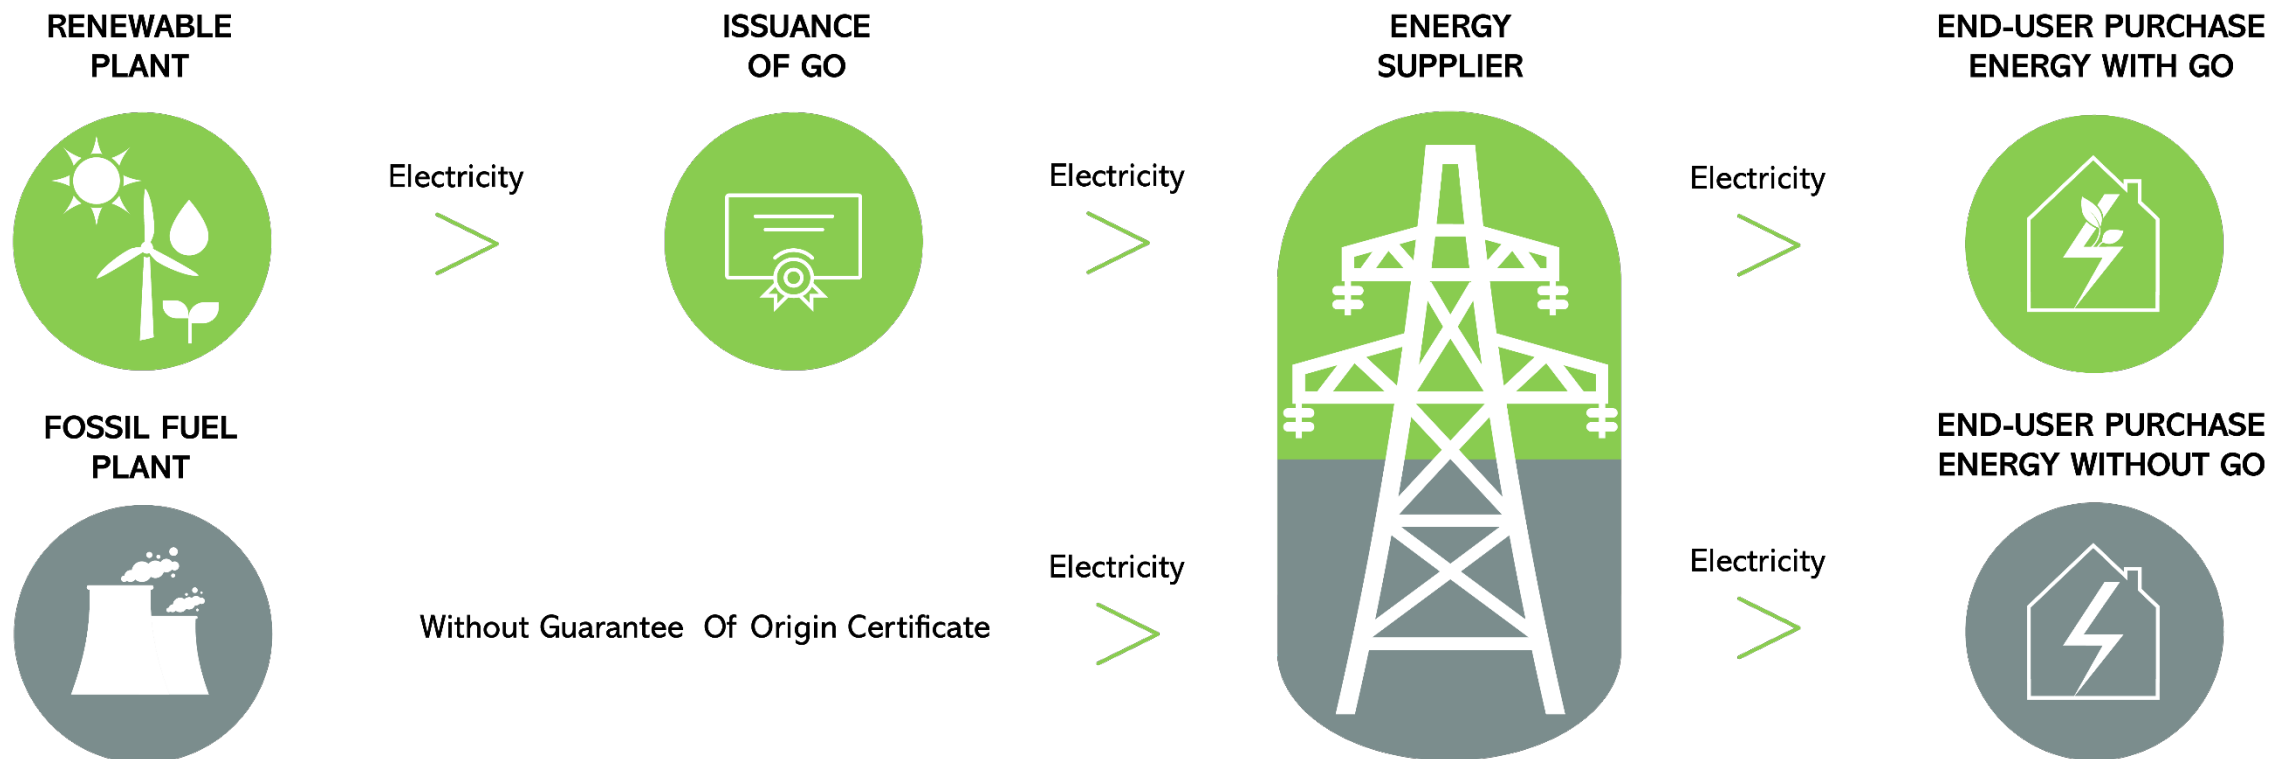 RENEWABLE
PLANT
ISSUANCE
OF GO
ENERGY
SUPPLIER
END-USER PURCHASE
ENERGY WITH GO
Electricity
Electricity
Electricity
FOSSIL FUEL
PLANT
END-USER PURCHASE
ENERGY WITHOUT GO
Without Guarantee Of Origin Certificate
Electricity
Electricity